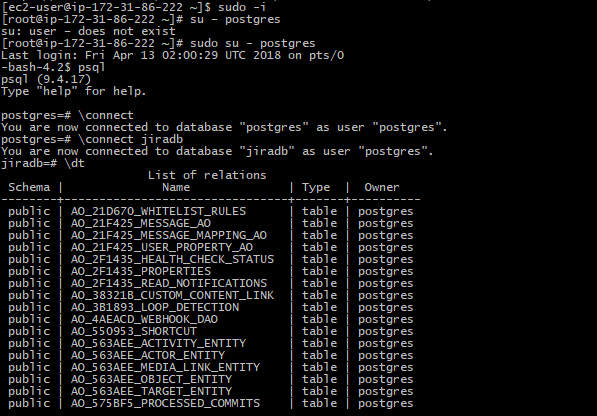 [ec2-user@ip-172-31-86-222 ~]$ sudo -i
[root@ip-172-31-86-222 ~]# su – postgres
su: user – does not exist
[root@ip-172-31-86-222 ~]# sudo su - postgres
Last login: Fri Apr 13 02:00:29 UTC 2018 on pts/0
-bash-4.2$ psql
psql (9.4.17)
Type "help" for help.
postgres=# \connect
You are now connected to database "postgres" as user "postgres".
postgres=# \connect jiradb
You are now connected to database "jiradb" as user "postgres".
jiradb=# \dt
List of relations
Schema | Name | Type | Owner
--------+--------------------------------+-------+----------
public | AO_21D670_WHITELIST_RULES | table | postgres
public | AO_21F425_MESSAGE_AO | table | postgres
public | AO_21F425_MESSAGE_MAPPING_AO | table | postgres
public | AO_21F425_USER_PROPERTY_AO | table | postgres
public | AO_2F1435_HEALTH_CHECK_STATUS | table | postgres
public | AO_2F1435_PROPERTIES | table | postgres
public | AO_2F1435_READ_NOTIFICATIONS | table | postgres
public | AO_38321B_CUSTOM_CONTENT_LINK | table | postgres
public | AO_3B1893_LOOP_DETECTION | table | postgres
public | AO_4AEACD_WEBHOOK_DAO | table | postgres
public | AO_550953_SHORTCUT | table | postgres
public | AO_563AEE_ACTIVITY_ENTITY | table | postgres
public | AO_563AEE_ACTOR_ENTITY | table | postgres
public | AO_563AEE_MEDIA_LINK_ENTITY | table | postgres
public | AO_563AEE_OBJECT_ENTITY | table | postgres
public | AO_563AEE_TARGET_ENTITY | table | postgres
public | AO_575BF5_PROCESSED_COMMITS | table | postgres